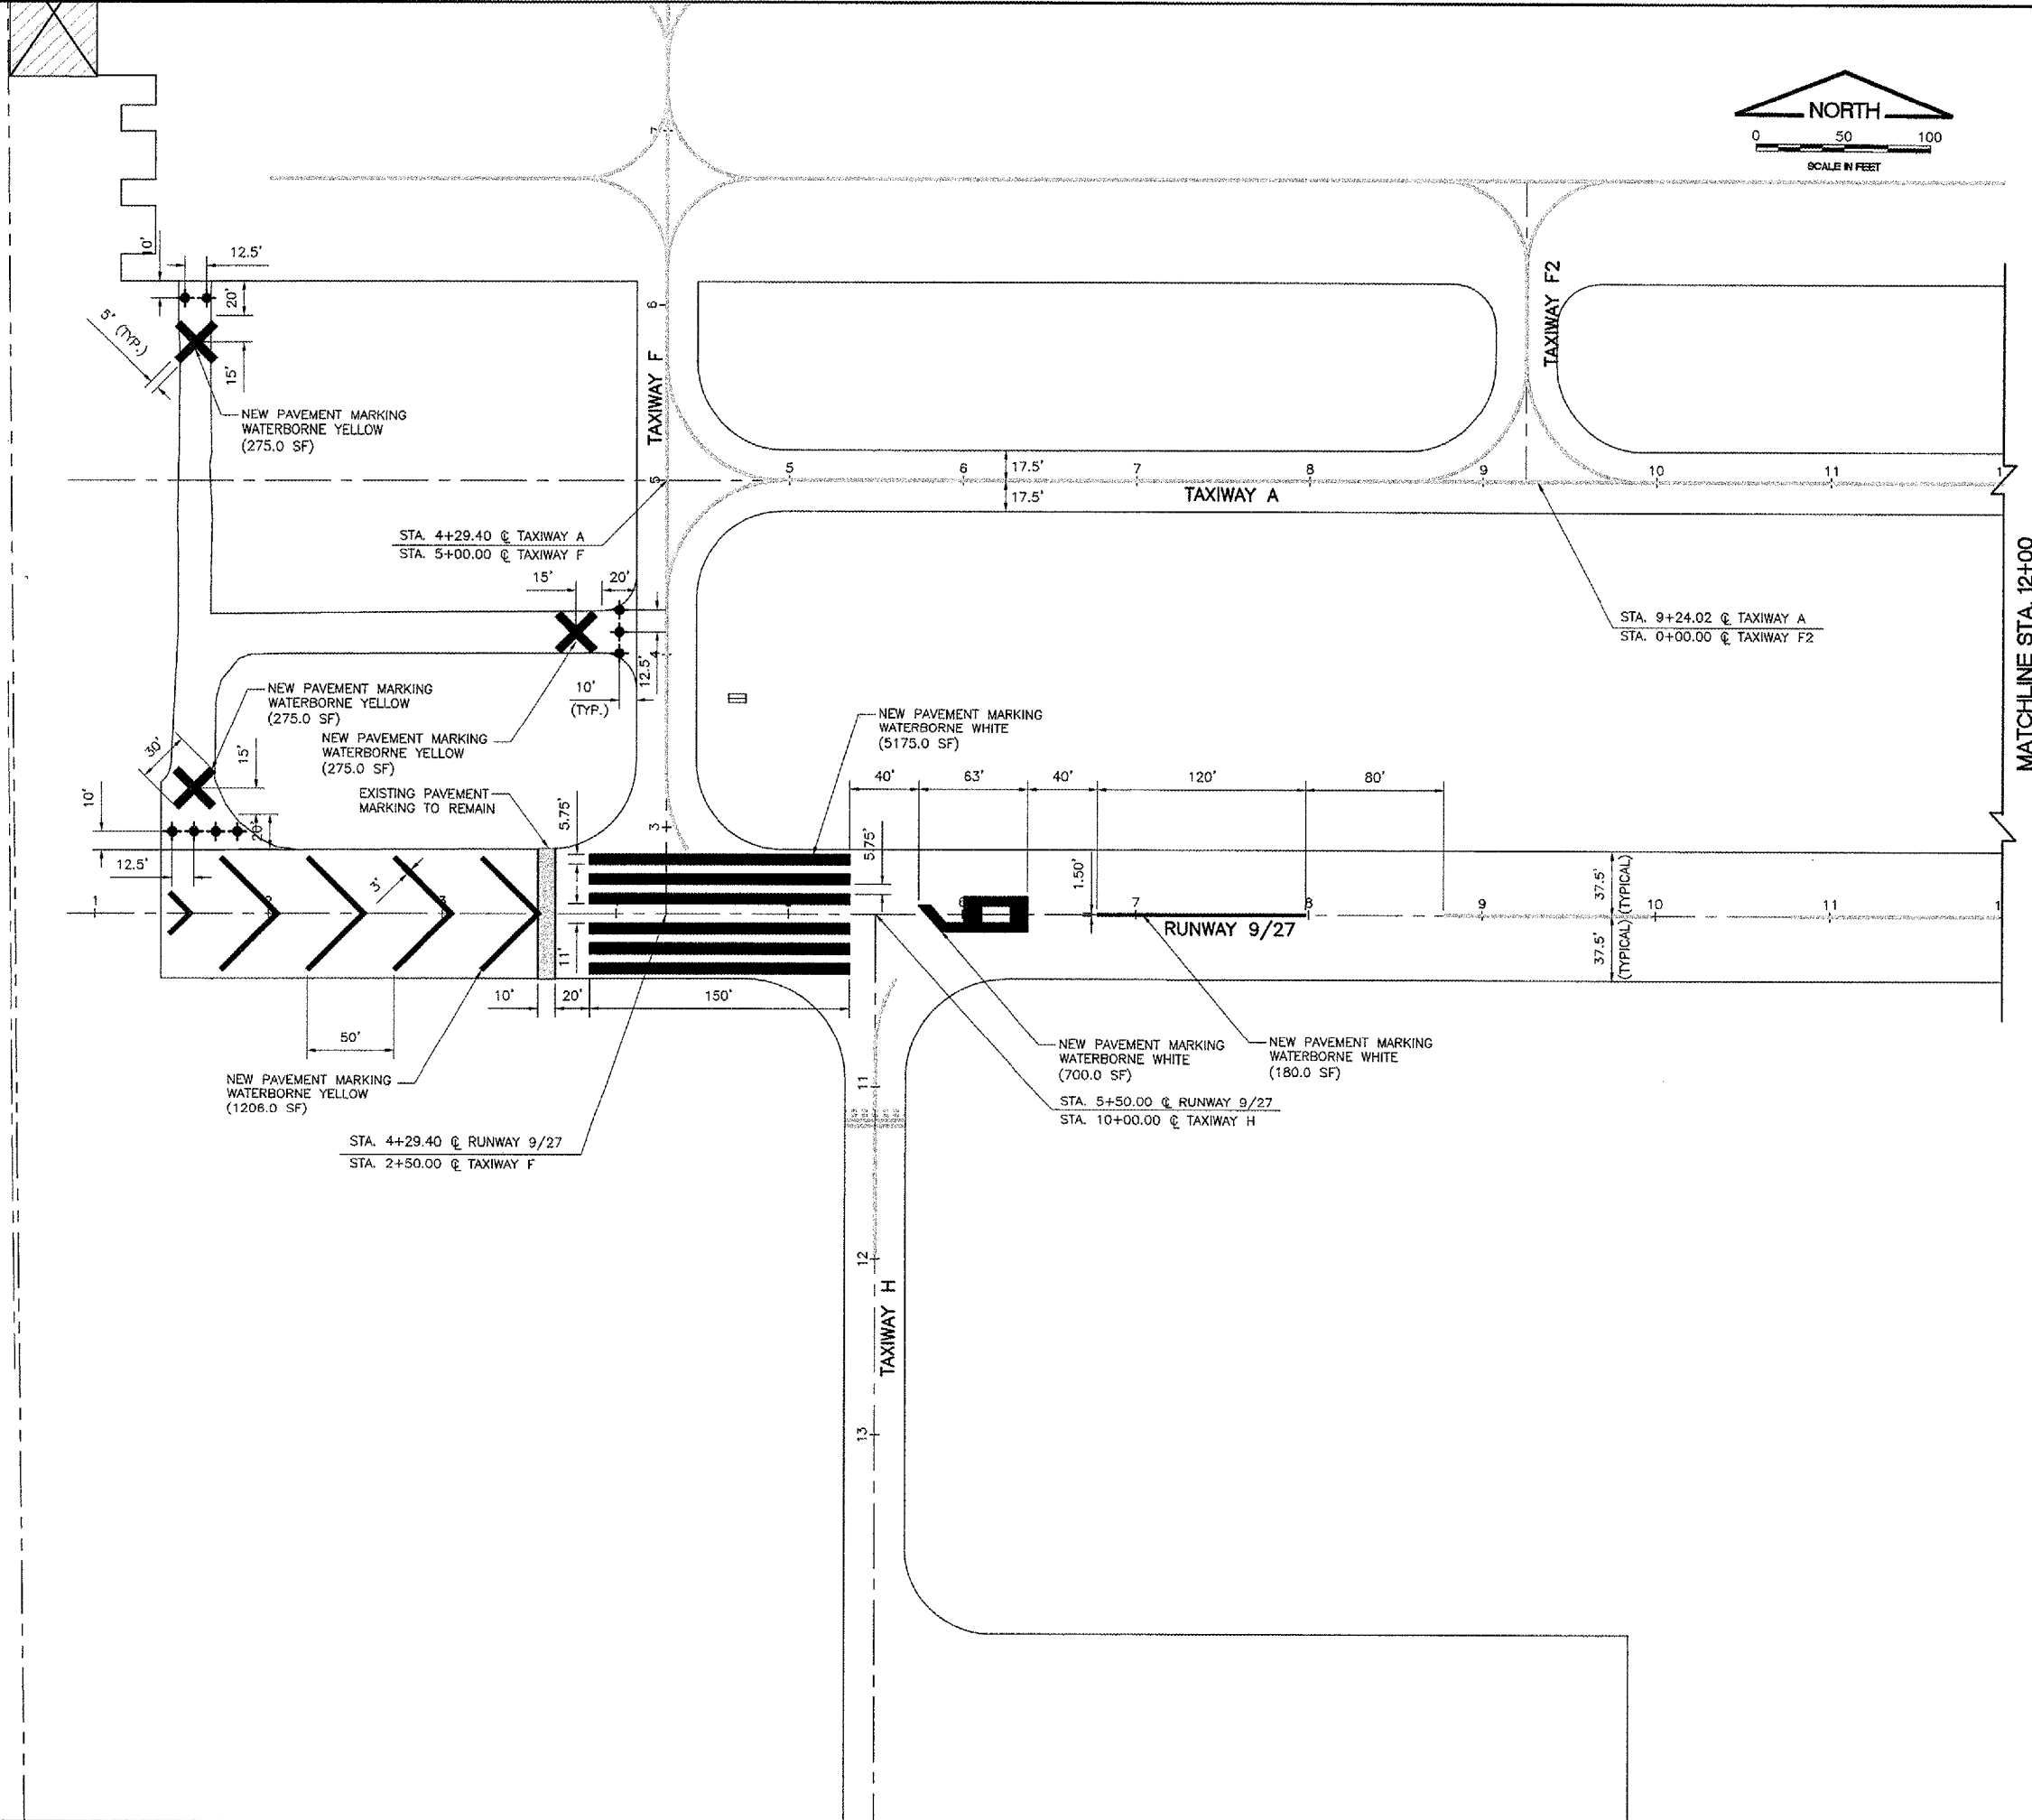 NORTH
0 50 100
SCALE IN FEET
7
10'
12.5'
20'
5' (TYP.)
15'
6
TAXIWAY F
TAXIWAY F2
NEW PAVEMENT MARKING
WATERBORNE YELLOW
(275.0 SF)
5
5 6 7 8 9 10 11 1
17.5'
17.5'
TAXIWAY A
STA. 4+29.40 ℄ TAXIWAY A
STA. 5+00.00 ℄ TAXIWAY F
MATCHLINE STA. 12+00
15' 20'
STA. 9+24.02 ℄ TAXIWAY A
STA. 0+00.00 ℄ TAXIWAY F2
4
12.5'
10'
(TYP.)
NEW PAVEMENT MARKING
WATERBORNE YELLOW
(275.0 SF)
NEW PAVEMENT MARKING
WATERBORNE YELLOW
(275.0 SF)
NEW PAVEMENT MARKING
WATERBORNE WHITE
(5175.0 SF)
30'
15'
EXISTING PAVEMENT
MARKING TO REMAIN
40' 63' 40' 120' 80'
10'
20'
12.5'
5.75'
3
5.75'
1.50'
3'
1 2 3 6 7 8 9 10 11 1
RUNWAY 9/27
37.5' (TYPICAL)
37.5' (TYPICAL)
11'
10' 20' 150'
50'
NEW PAVEMENT MARKING
WATERBORNE YELLOW
(1206.0 SF)
NEW PAVEMENT MARKING
WATERBORNE WHITE
(700.0 SF)
NEW PAVEMENT MARKING
WATERBORNE WHITE
(180.0 SF)
STA. 5+50.00 ℄ RUNWAY 9/27
STA. 10+00.00 ℄ TAXIWAY H
STA. 4+29.40 ℄ RUNWAY 9/27
STA. 2+50.00 ℄ TAXIWAY F
11
12
TAXIWAY H
13